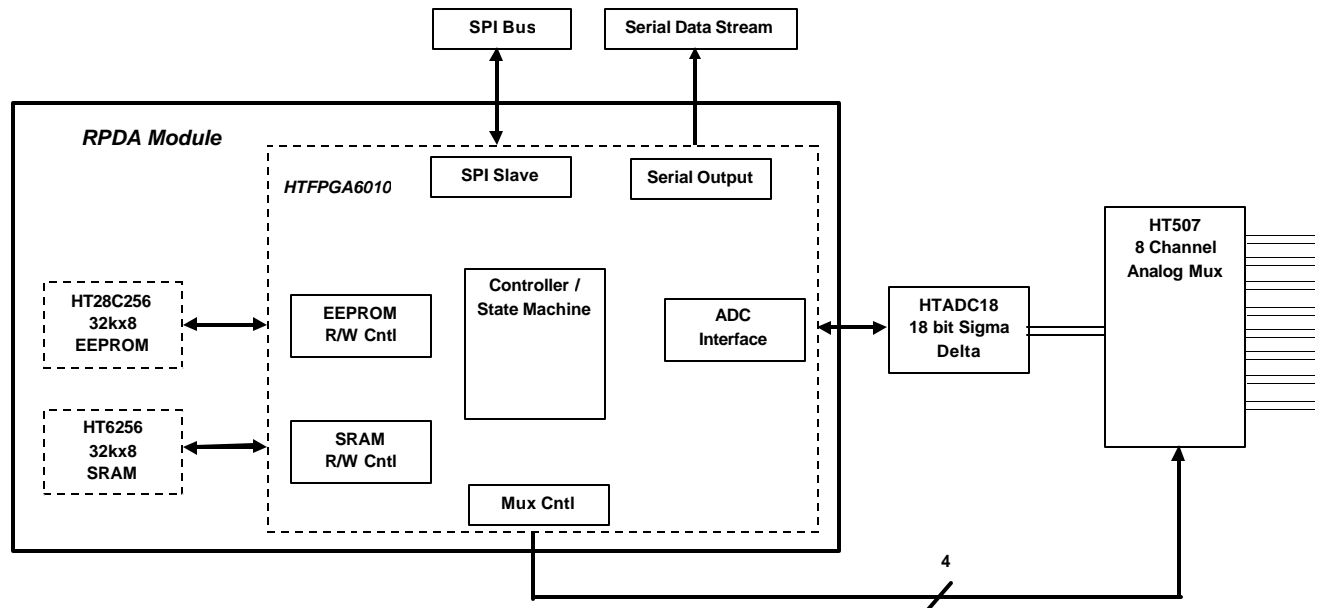 SPI Bus
Serial Data Stream
RPDA Module
HTFPGA6010
SPI Slave
Serial Output
HT507
8 Channel
Analog Mux
Controller /
State Machine
HT28C256
32kx8
EEPROM
EEPROM
R/W Cntl
ADC
Interface
HTADC18
18 bit Sigma
Delta
HT6256
32kx8
SRAM
SRAM
R/W Cntl
Mux Cntl
4